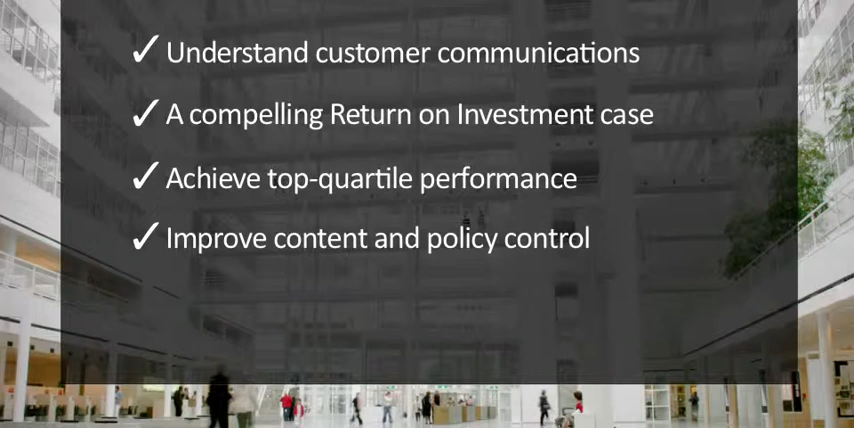 ✓ Understand customer communications
✓ A compelling Return on Investment case
✓ Achieve top-quartile performance
✓ Improve content and policy control